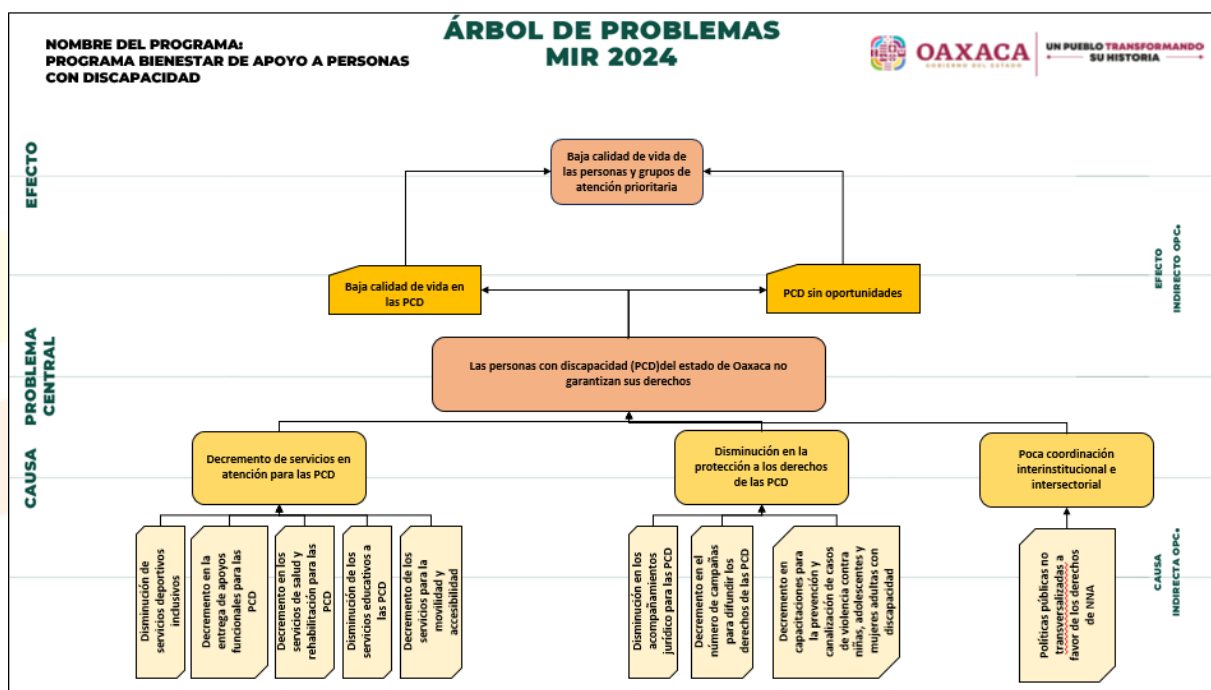 NOMBRE DEL PROGRAMA:
PROGRAMA BIENESTAR DE APOYO A PERSONAS
CON DISCAPACIDAD
ÁRBOL DE PROBLEMAS
MIR 2024
OAXACA
GOBIERNO DEL ESTADO
UN PUEBLO TRANSFORMANDO
SU HISTORIA
EFECTO
Baja calidad de vida de
las personas y grupos de
atención prioritaria
EFECTO
INDIRECTO OPC.
Baja calidad de vida en
las PCD
PCD sin oportunidades
PROBLEMA
CENTRAL
Las personas con discapacidad (PCD)del estado de Oaxaca no
garantizan sus derechos
CAUSA
Decremento de servicios en
atención para las PCD
Disminución en la
protección a los derechos
de las PCD
Poca coordinación
interinstitucional e
intersectorial
CAUSA
INDIRECTA OPC.
Disminución de
servicios deportivos
inclusivos
Decremento en la
entrega de apoyos
funcionales para las
PCD
Decremento en los
servicios de salud y
rehabilitación para las
PCD
Disminución de los
servicios educativos a
las PCD
Decremento de los
servicios para la
movilidad y
accesibilidad
Disminución en los
acompañamientos
jurídico para las PCD
Decremento en el
número de campañas
para difundir los
derechos de las PCD
Decremento en
capacitaciones para
la prevención y
canalización de casos
de violencia contra
niñas, adolescentes y
mujeres adultas con
discapacidad
Políticas públicas no
transversalizadas a
favor de los derechos
de NNA